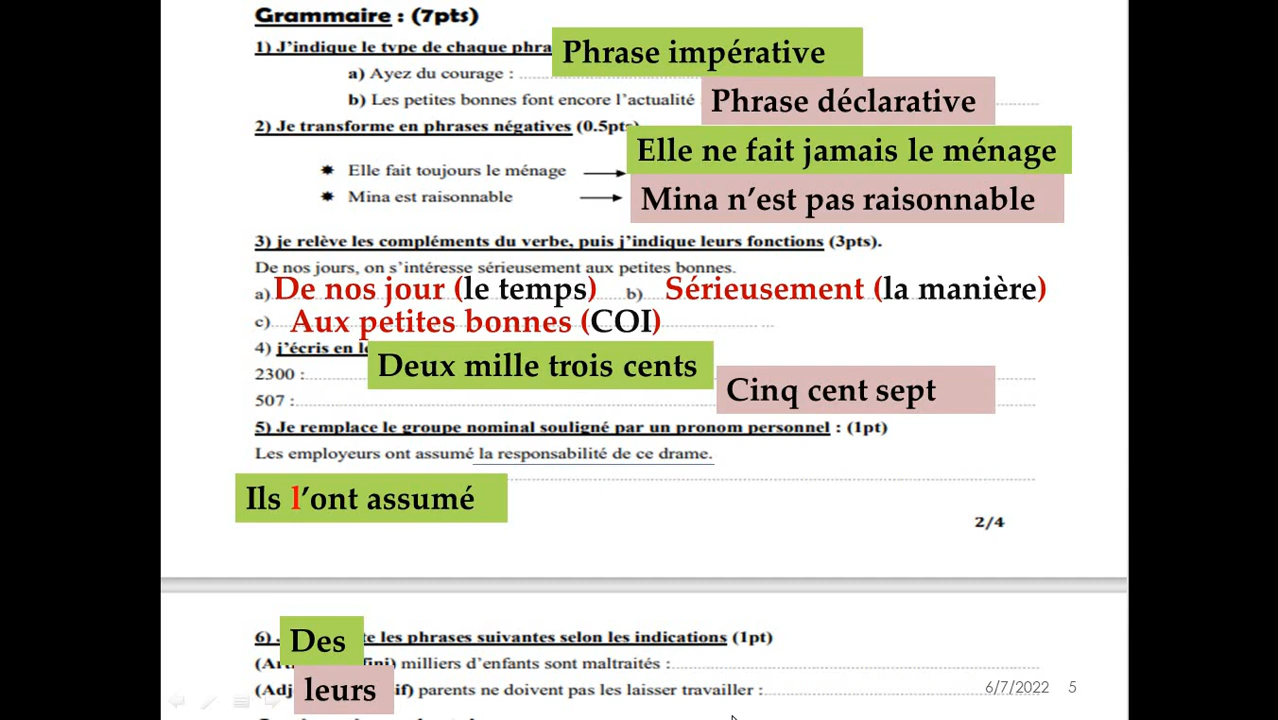 Grammaire : (7pts)
1) J'indique le type de chaque phra
Phrase impérative
a) Ayez du courage :
b) Les petites bonnes font encore l'actualité
Phrase déclarative
2) Je transforme en phrases négatives (0.5pts)
Elle ne fait jamais le ménage
Elle fait toujours le ménage
Mina est raisonnable
Mina n'est pas raisonnable
3) je relève les compléments du verbe, puis j'indique leurs fonctions (3pts).
De nos jours, on s'intéresse sérieusement aux petites bonnes.
a) De nos jour (le temps) b) Sérieusement (la manière)
c) Aux petites bonnes (COI)
4) j'écris en le
Deux mille trois cents
2300 :
Cinq cent sept
507 :
5) Je remplace le groupe nominal souligné par un pronom personnel : (1pt)
Les employeurs ont assumé la responsabilité de ce drame.
Ils l'ont assumé
2/4
Des
6) les phrases suivantes selon les indications (1pt)
milliers d'enfants sont maltraités :
leurs
parents ne doivent pas les laisser travailler :
6/7/2022 5